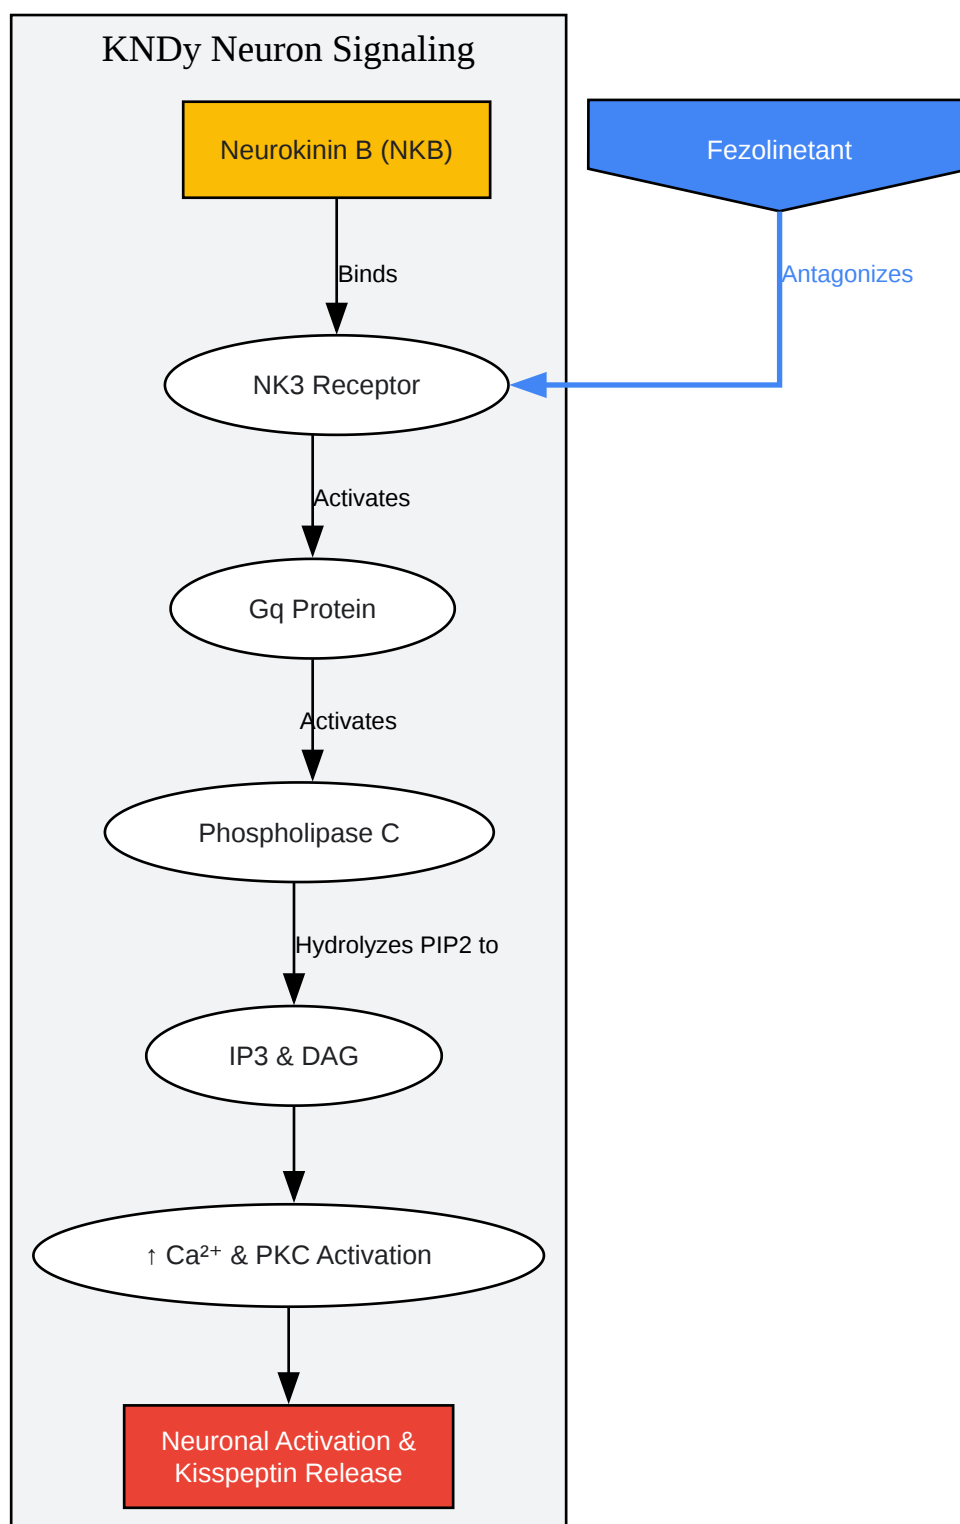 KNDy Neuron Signaling
Neurokinin B (NKB)
Fezolinetant
Binds
Antagonizes
NK3 Receptor
Activates
Gq Protein
Activates
Phospholipase C
Hydrolyzes PIP2 to
IP3 & DAG
↑ Ca²⁺ & PKC Activation
Neuronal Activation &
Kisspeptin Release